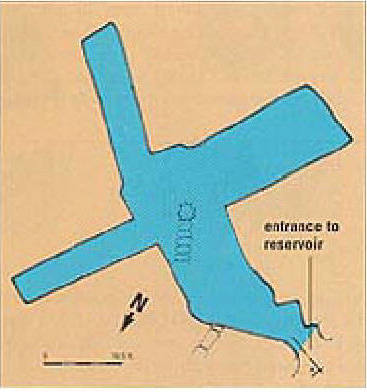 entrance to
reservoir
N